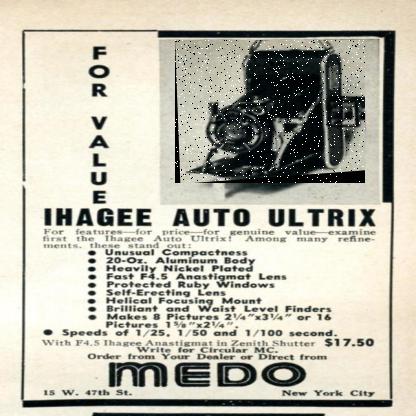 FOR VALUE
IHAGEE AUTO ULTRIX
For features—for price—for genuine value—examine
first the Ihagee Auto Ultrix! Among many refine-
ments, these stand out:
● Unusual Compactness
● 20-Oz. Aluminum Body
● Heavily Nickel Plated
● Fast F4.5 Anastigmat Lens
● Protected Ruby Windows
● Self-Erecting Lens
● Helical Focusing Mount
● Brilliant and Waist Level Finders
● Makes 8 Pictures 2¼"x3¼" or 16
Pictures 1⅝"x2¼".
● Speeds of 1/25, 1/50 and 1/100 second.
With F4.5 Ihagee Anastigmat in Zenith Shutter $17.50
Write for Circular MC.
Order from Your Dealer or Direct from
MEDO
15 W. 47th St. New York City